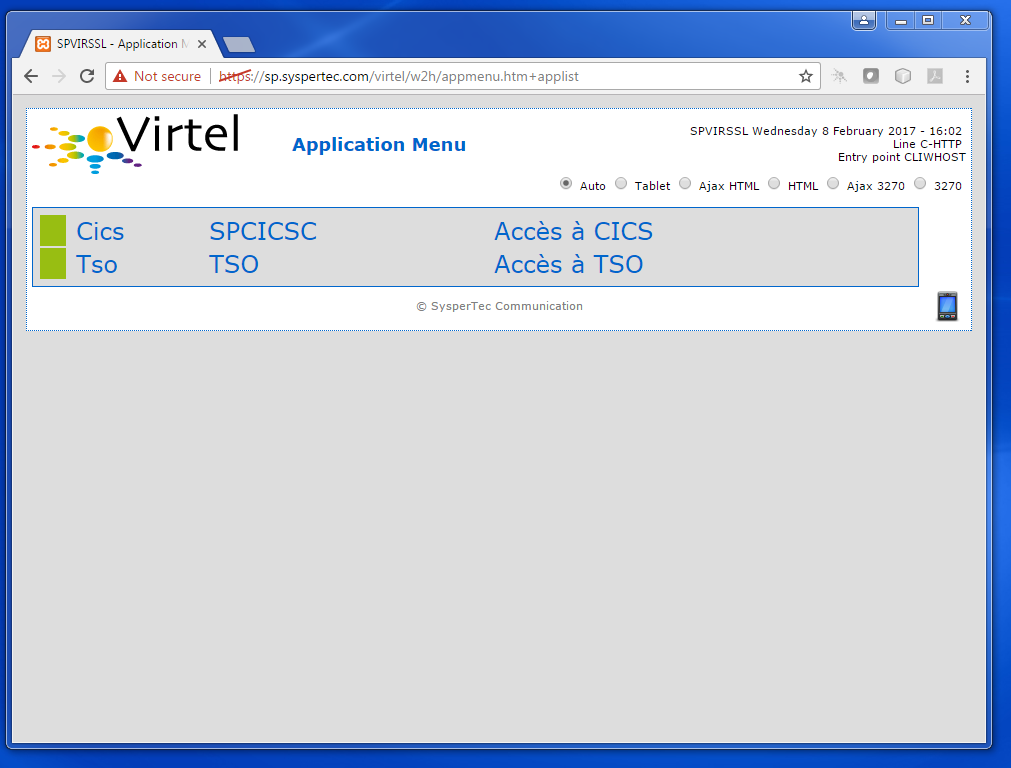 SPVIRSSL - Application M
Not secure | https://sp.syspertec.com/virtel/w2h/appmenu.htm+applist
Virtel
Application Menu
SPVIRSSL Wednesday 8 February 2017 - 16:02
Line C-HTTP
Entry point CLIWHOST
Auto Tablet Ajax HTML HTML Ajax 3270 3270
Cics SPCICSC Accès à CICS
Tso TSO Accès à TSO
© SysperTec Communication